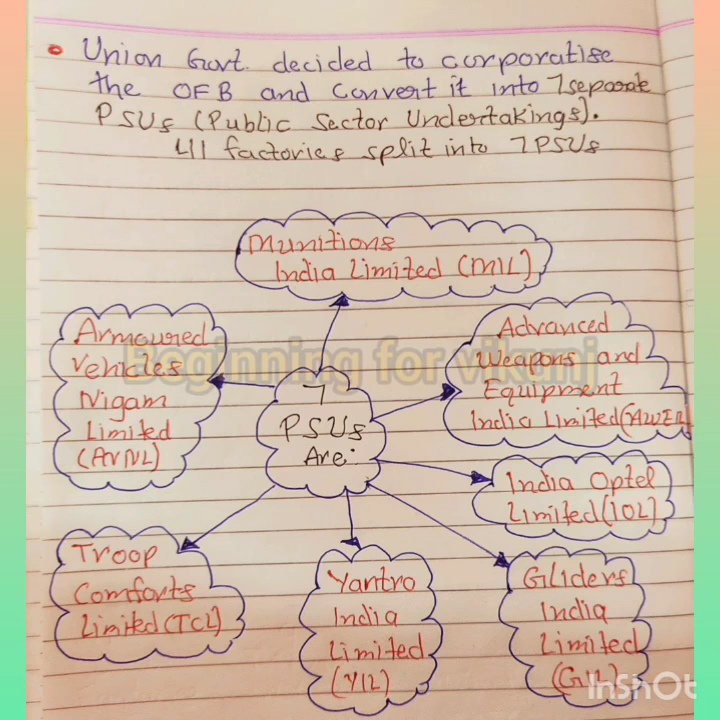 Union Govt. decided to corporatise
the OFB and convert it into 7 separate
PSUs (Public Sector Undertakings).
41 factories split into 7 PSUs
Munitions
India Limited (MIL)
Armoured
Vehicles
Nigam
Limited
(AVNL)
Advanced
Weapons and
Equipment
India Limited (AWEIL
7
PSUs
Are:
India Optel
Limited (IOL)
Troop
Comforts
Limited (TCL)
Yantra
India
Limited
(YIL)
Gliders
India
Limited
(GIL)
Beginning for vikunj
InShOt